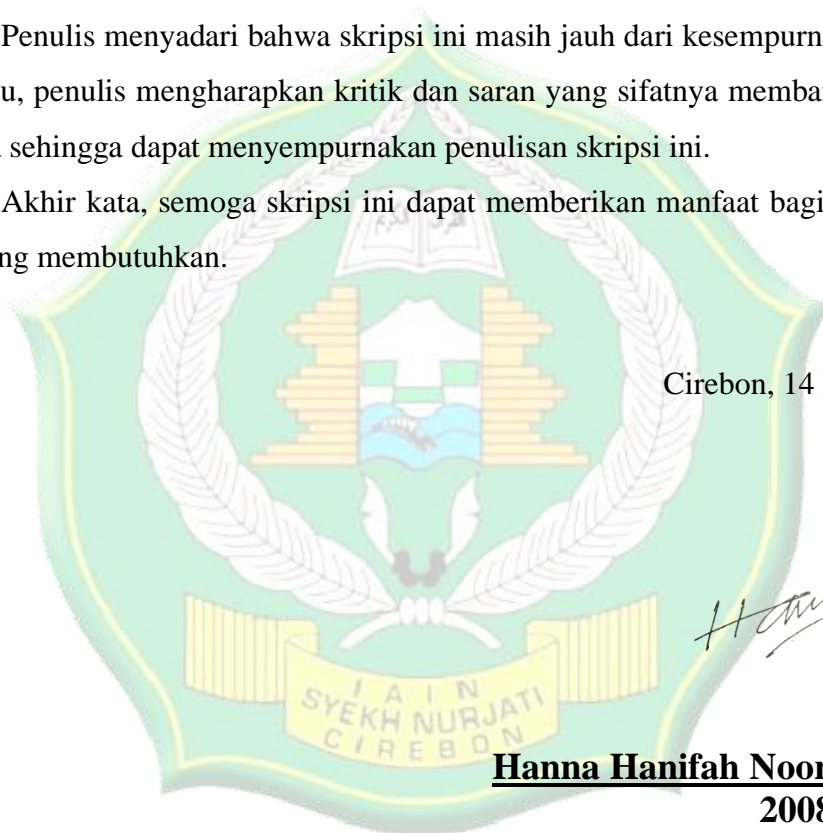 Penulis menyadari bahwa skripsi ini masih jauh dari kesempurn
u, penulis mengharapkan kritik dan saran yang sifatnya memba
sehingga dapat menyempurnakan penulisan skripsi ini.
Akhir kata, semoga skripsi ini dapat memberikan manfaat bagi
ng membutuhkan.
Cirebon, 14
IAIN
SYEKH NURJATI
CIREBON
Hanna Hanifah Noor
2008